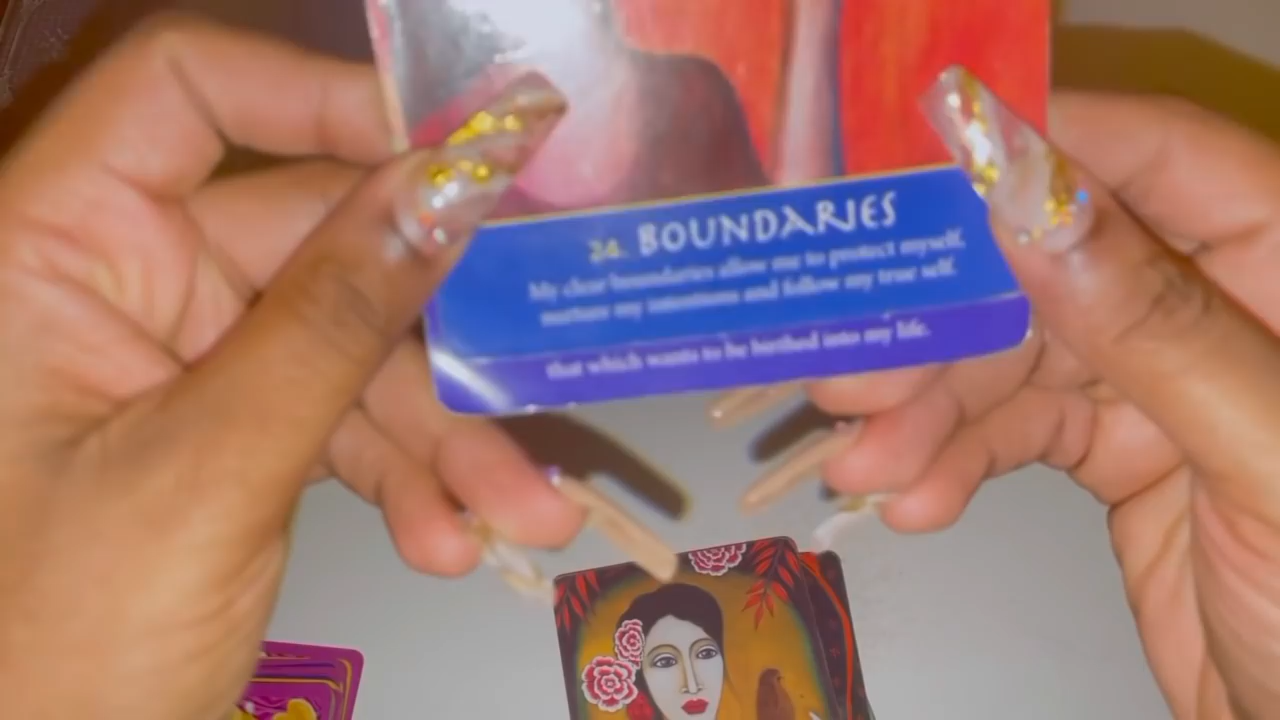 24. BOUNDARIES
My clear boundaries allow me to protect myself,
nurture my intentions and follow my true self.
that which wants to be birthed into my life.